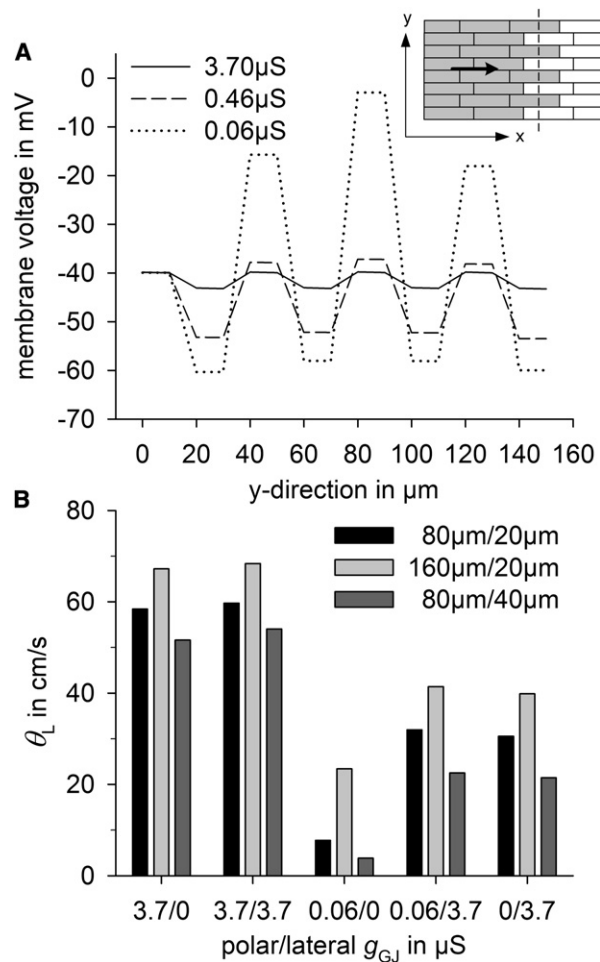 A
3.70µS
0.46µS
0.06µS
y
x
membrane voltage in mV
0
-10
-20
-30
-40
-50
-60
-70
0 20 40 60 80 100 120 140 160
y-direction in µm
B
80µm/20µm
160µm/20µm
80µm/40µm
θL in cm/s
80
60
40
20
0
3.7/0 3.7/3.7 0.06/0 0.06/3.7 0/3.7
polar/lateral gGJ in µS